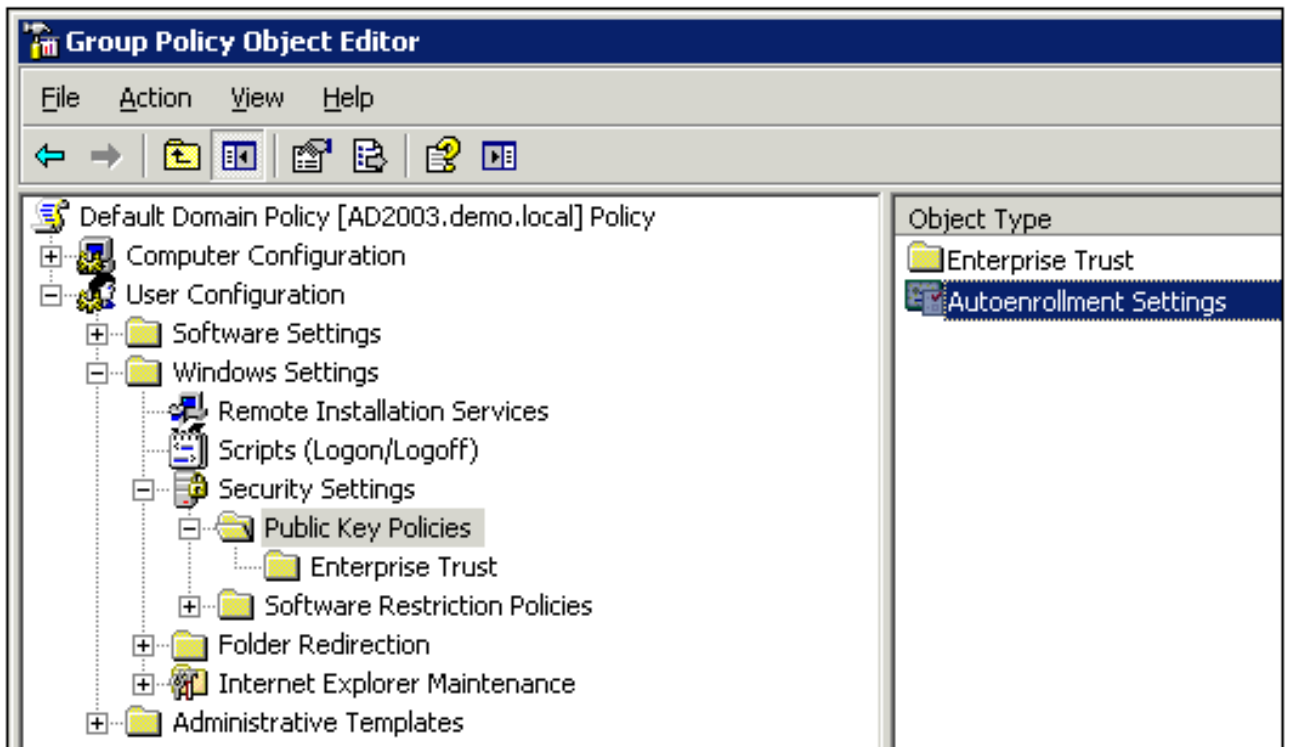 Group Policy Object Editor
File Action View Help
Default Domain Policy [AD2003.demo.local] Policy
Computer Configuration
User Configuration
Software Settings
Windows Settings
Remote Installation Services
Scripts (Logon/Logoff)
Security Settings
Public Key Policies
Enterprise Trust
Software Restriction Policies
Folder Redirection
Internet Explorer Maintenance
Administrative Templates
Object Type
Enterprise Trust
Autoenrollment Settings